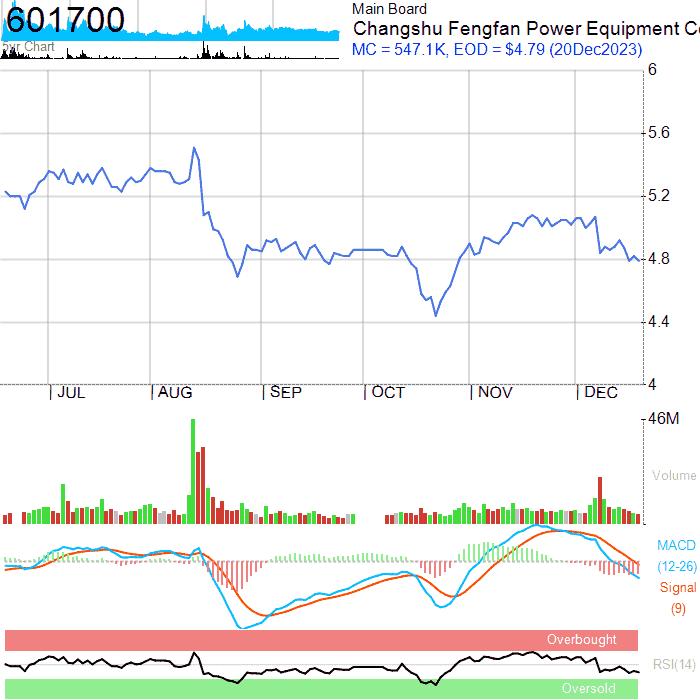 601700
5yr Chart
Main Board
Changshu Fengfan Power Equipment Co
MC = 547.1K, EOD = $4.79 (20Dec2023)
6
5.6
5.2
4.8
4.4
4
JUL AUG SEP OCT NOV DEC
46M
Volume
MACD
(12-26)
Signal
(9)
Overbought
RSI(14)
Oversold